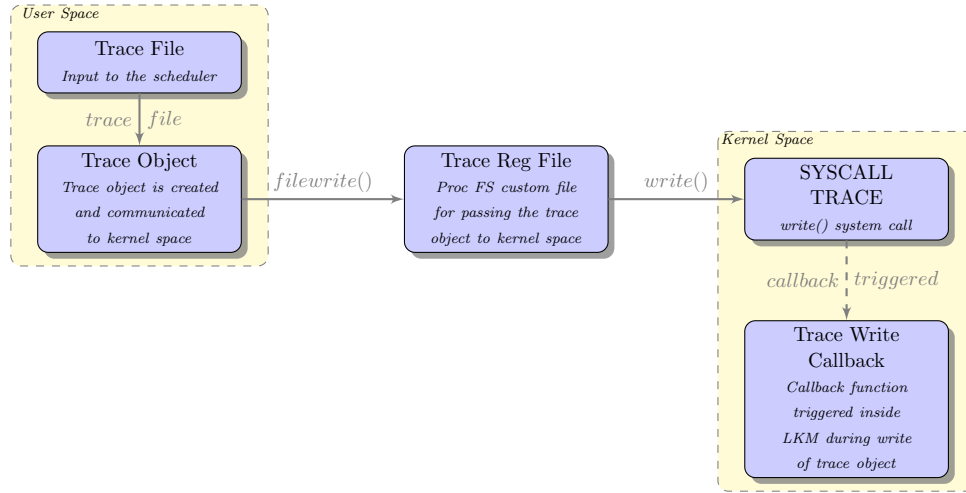 User Space
Trace File
Input to the scheduler
trace file
Trace Object
Trace object is created
and communicated
to kernel space
filewrite()
Trace Reg File
Proc FS custom file
for passing the trace
object to kernel space
write()
Kernel Space
SYSCALL
TRACE
write() system call
callback triggered
Trace Write
Callback
Callback function
triggered inside
LKM during write
of trace object